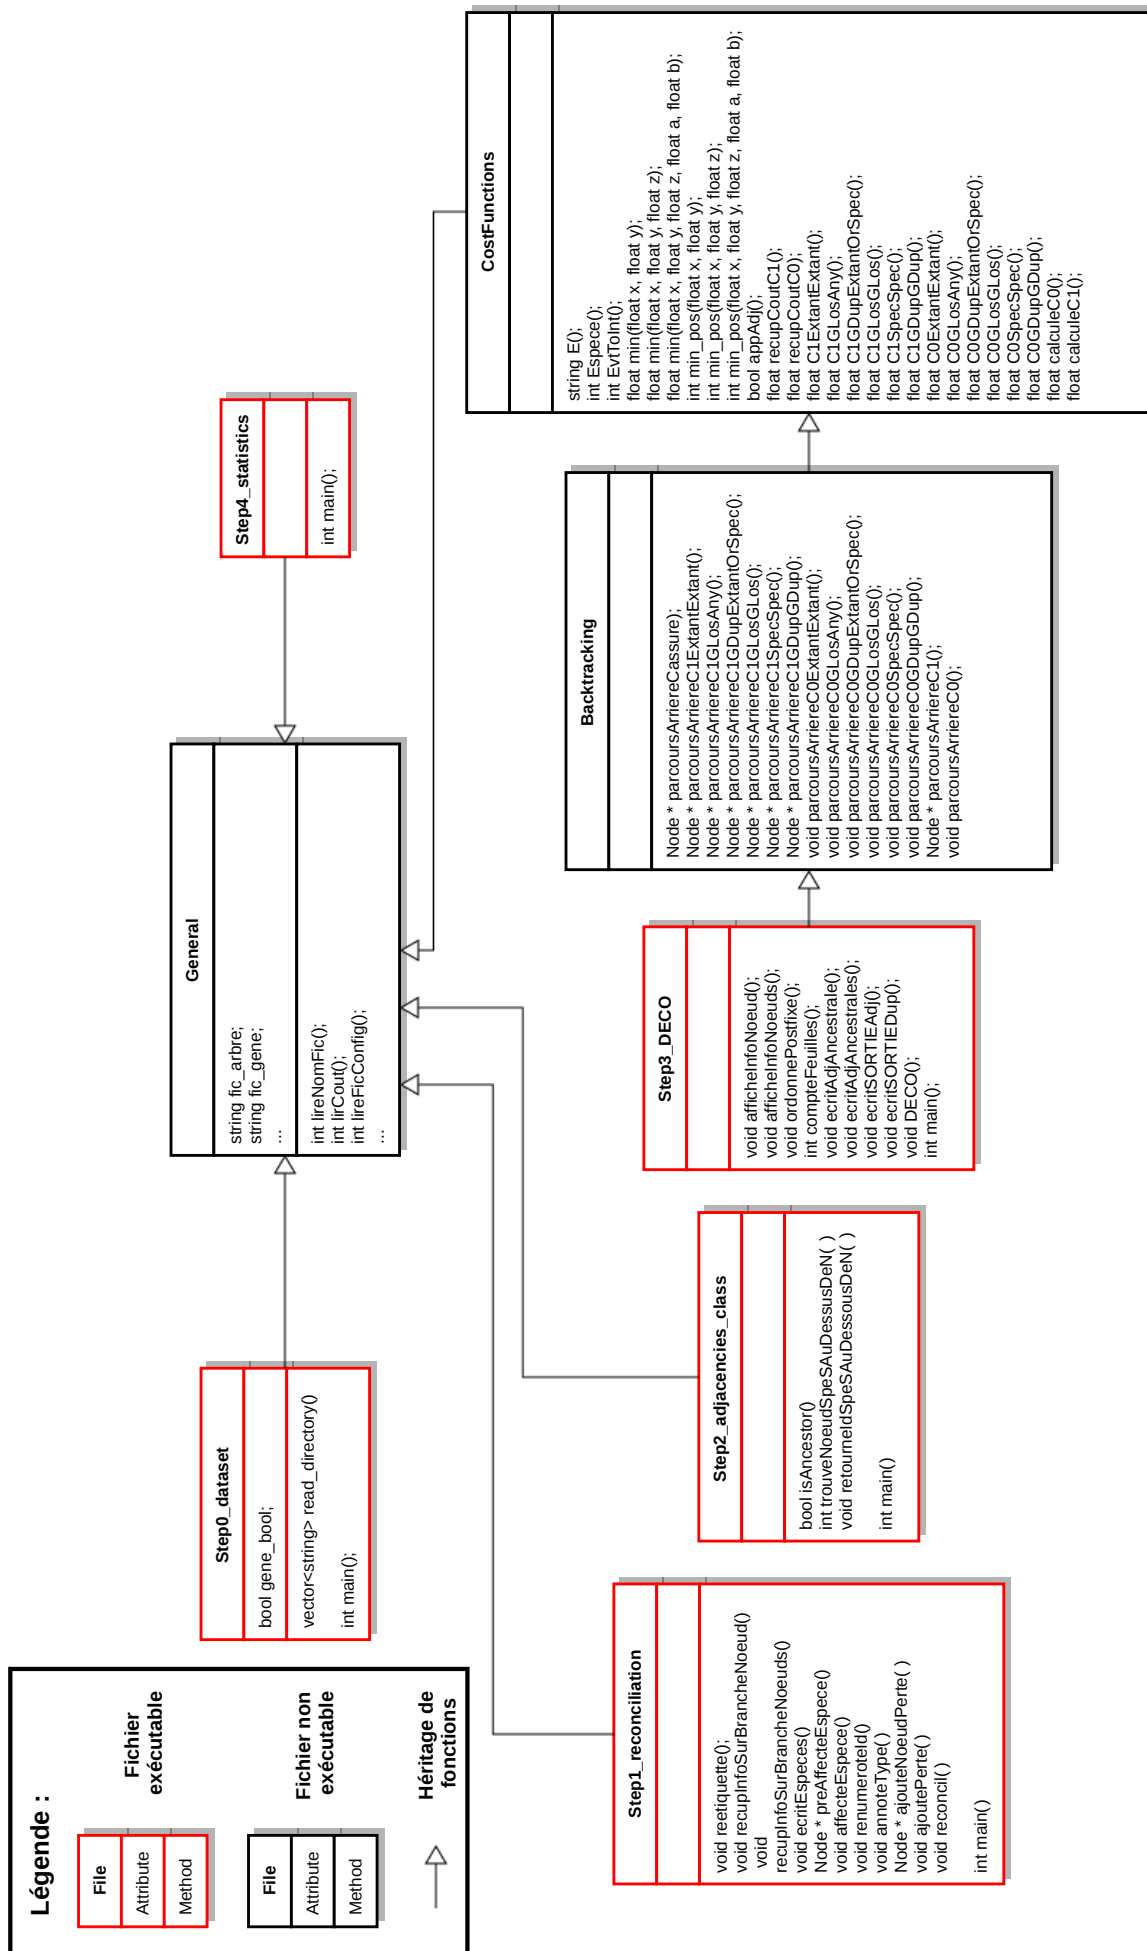 Légende :
File
Attribute
Method
Fichier
exécutable
File
Attribute
Method
Fichier non
exécutable
Héritage de
fonctions
Step0_dataset
bool gene_bool;
vector<string> read_directory()
int main();
General
string fic_arbre;
string fic_gene;
...
int lireNomFic();
int lirCout();
int lireFicConfig();
...
Step4_statistics
int main();
Step1_reconciliation
void reetiquette();
void recupInfoSurBrancheNoeud()
void
recupInfoSurBrancheNoeuds()
void ecritEspeces()
Node * preAffecteEspece()
void affecteEspece()
void renumeroteId()
void annoteType()
Node * ajouteNoeudPerte( )
void ajoutePerte( )
void reconcil( )
int main()
Step2_adjacencies_class
bool isAncestor()
int trouveNoeudSpeSAuDessusDeN( )
void retourneIdSpeSAuDessousDeN( )
int main()
Step3_DECO
void afficheInfoNoeud();
void afficheInfoNoeuds();
void ordonnePostfixe();
int compteFeuilles();
void ecritAdjAncestrale();
void ecritAdjAncestrales();
void ecritSORTIEAdj();
void ecritSORTIEDup();
void DECO();
int main();
Backtracking
Node * parcoursArriereCassure);
Node * parcoursArriereC1ExtantExtant();
Node * parcoursArriereC1GLosAny();
Node * parcoursArriereC1GDupExtantOrSpec();
Node * parcoursArriereC1GLosGLos();
Node * parcoursArriereC1SpecSpec();
Node * parcoursArriereC1GDupGDup();
void parcoursArriereC0ExtantExtant();
void parcoursArriereC0GLosAny();
void parcoursArriereC0GDupExtantOrSpec();
void parcoursArriereC0GLosGLos();
void parcoursArriereC0SpecSpec();
void parcoursArriereC0GDupGDup();
Node * parcoursArriereC1();
void parcoursArriereC0();
CostFunctions
string E();
int Espece();
int EvtToInt();
float min(float x, float y);
float min(float x, float y, float z);
float min(float x, float y, float z, float a, float b);
int min_pos(float x, float y);
int min_pos(float x, float y, float z);
int min_pos(float x, float y, float z, float a, float b);
bool appAdj();
float recupCoutC1();
float recupCoutC0);
float C1ExtantExtant();
float C1GLosAny();
float C1GDupExtantOrSpec();
float C1GLosGLos();
float C1SpecSpec();
float C1GDupGDup();
float C0ExtantExtant();
float C0GLosAny();
float C0GDupExtantOrSpec();
float C0GLosGLos();
float C0SpecSpec();
float C0GDupGDup();
float calculeC0();
float calculeC1();